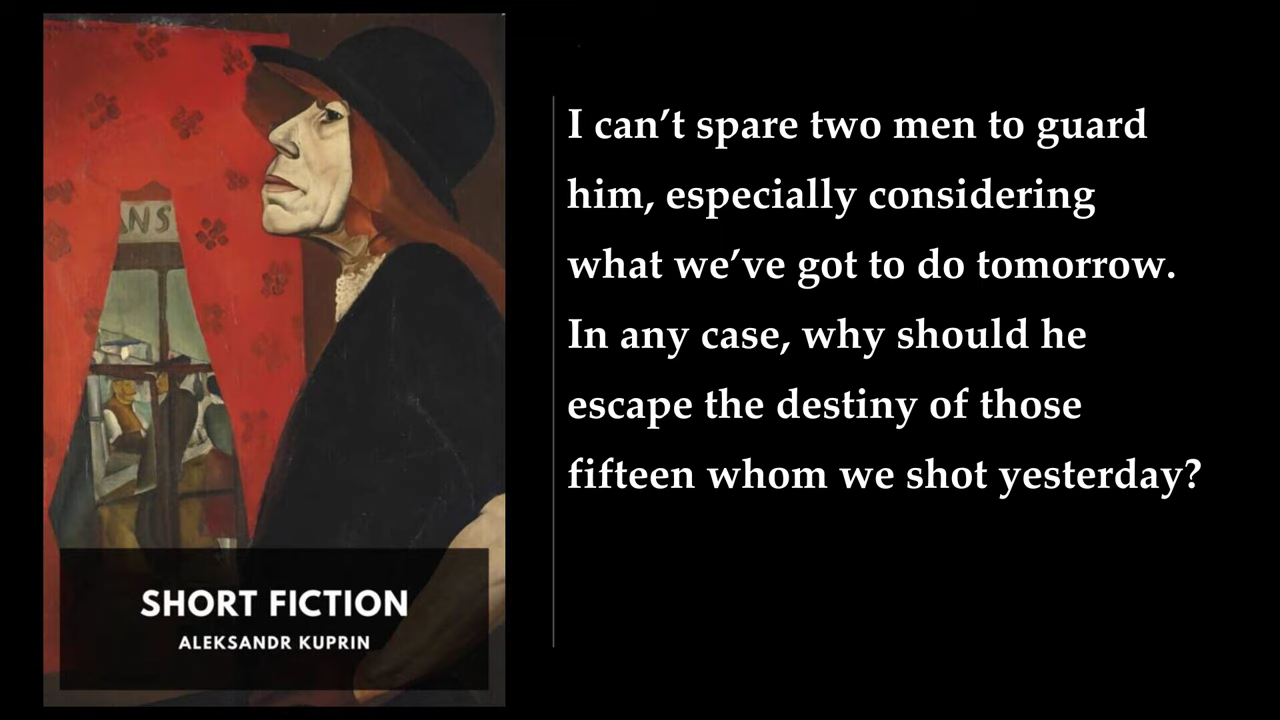 ANS
SHORT FICTION
ALEKSANDR KUPRIN
I can’t spare two men to guard
him, especially considering
what we’ve got to do tomorrow.
In any case, why should he
escape the destiny of those
fifteen whom we shot yesterday?